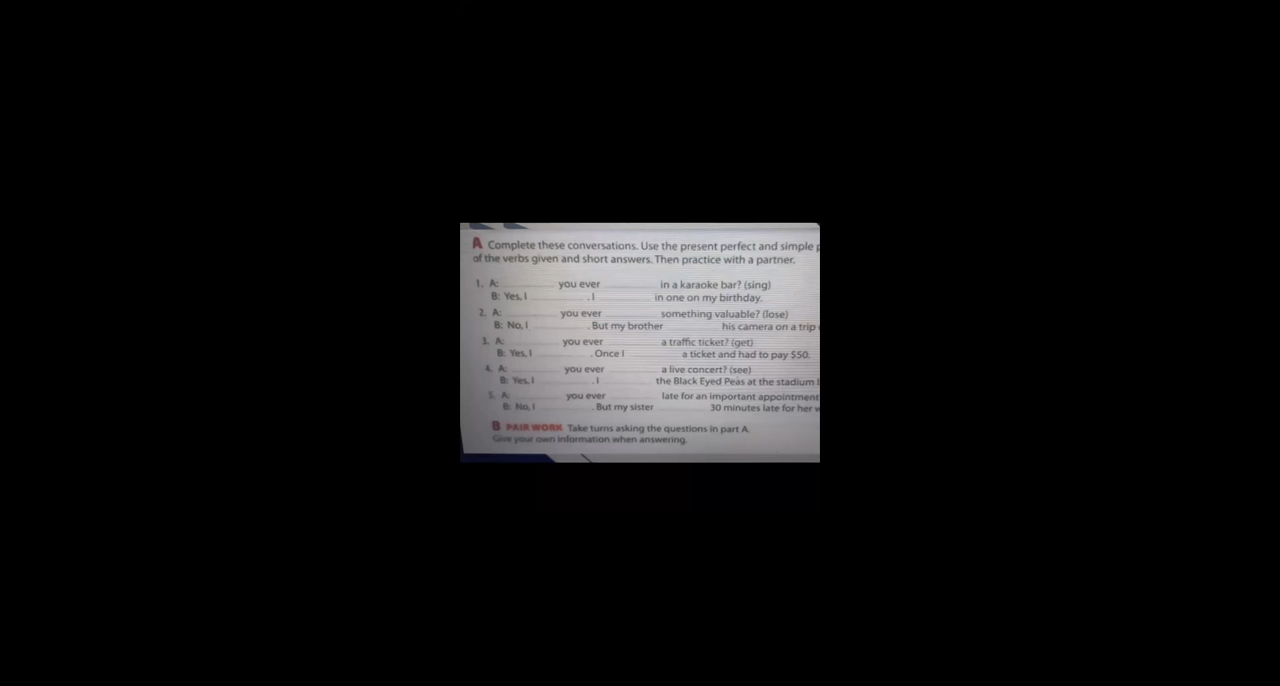 A Complete these conversations. Use the present perfect and simple
of the verbs given and short answers. Then practice with a partner.
1. A: you ever in a karaoke bar? (sing)
B: Yes, I . I in one on my birthday.
2. A: you ever something valuable? (lose)
B: No, I . But my brother his camera on a trip
3. A: you ever a traffic ticket? (get)
B: Yes, I . Once I a ticket and had to pay $50.
4. A: you ever a live concert? (see)
B: Yes, I . I the Black Eyed Peas at the stadium
5. A: you ever late for an important appointment
B: No, I . But my sister 30 minutes late for her
B PAIR WORK Take turns asking the questions in part A.
Give your own information when answering.